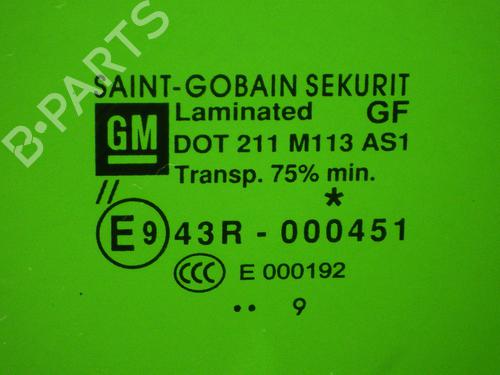 B-PARTS
SAINT-GOBAIN SEKURIT
GM
Laminated GF
DOT 211 M113 AS1
Transp. 75% min.
//
*
E9 43R - 000451
CCC E 000192
.. 9